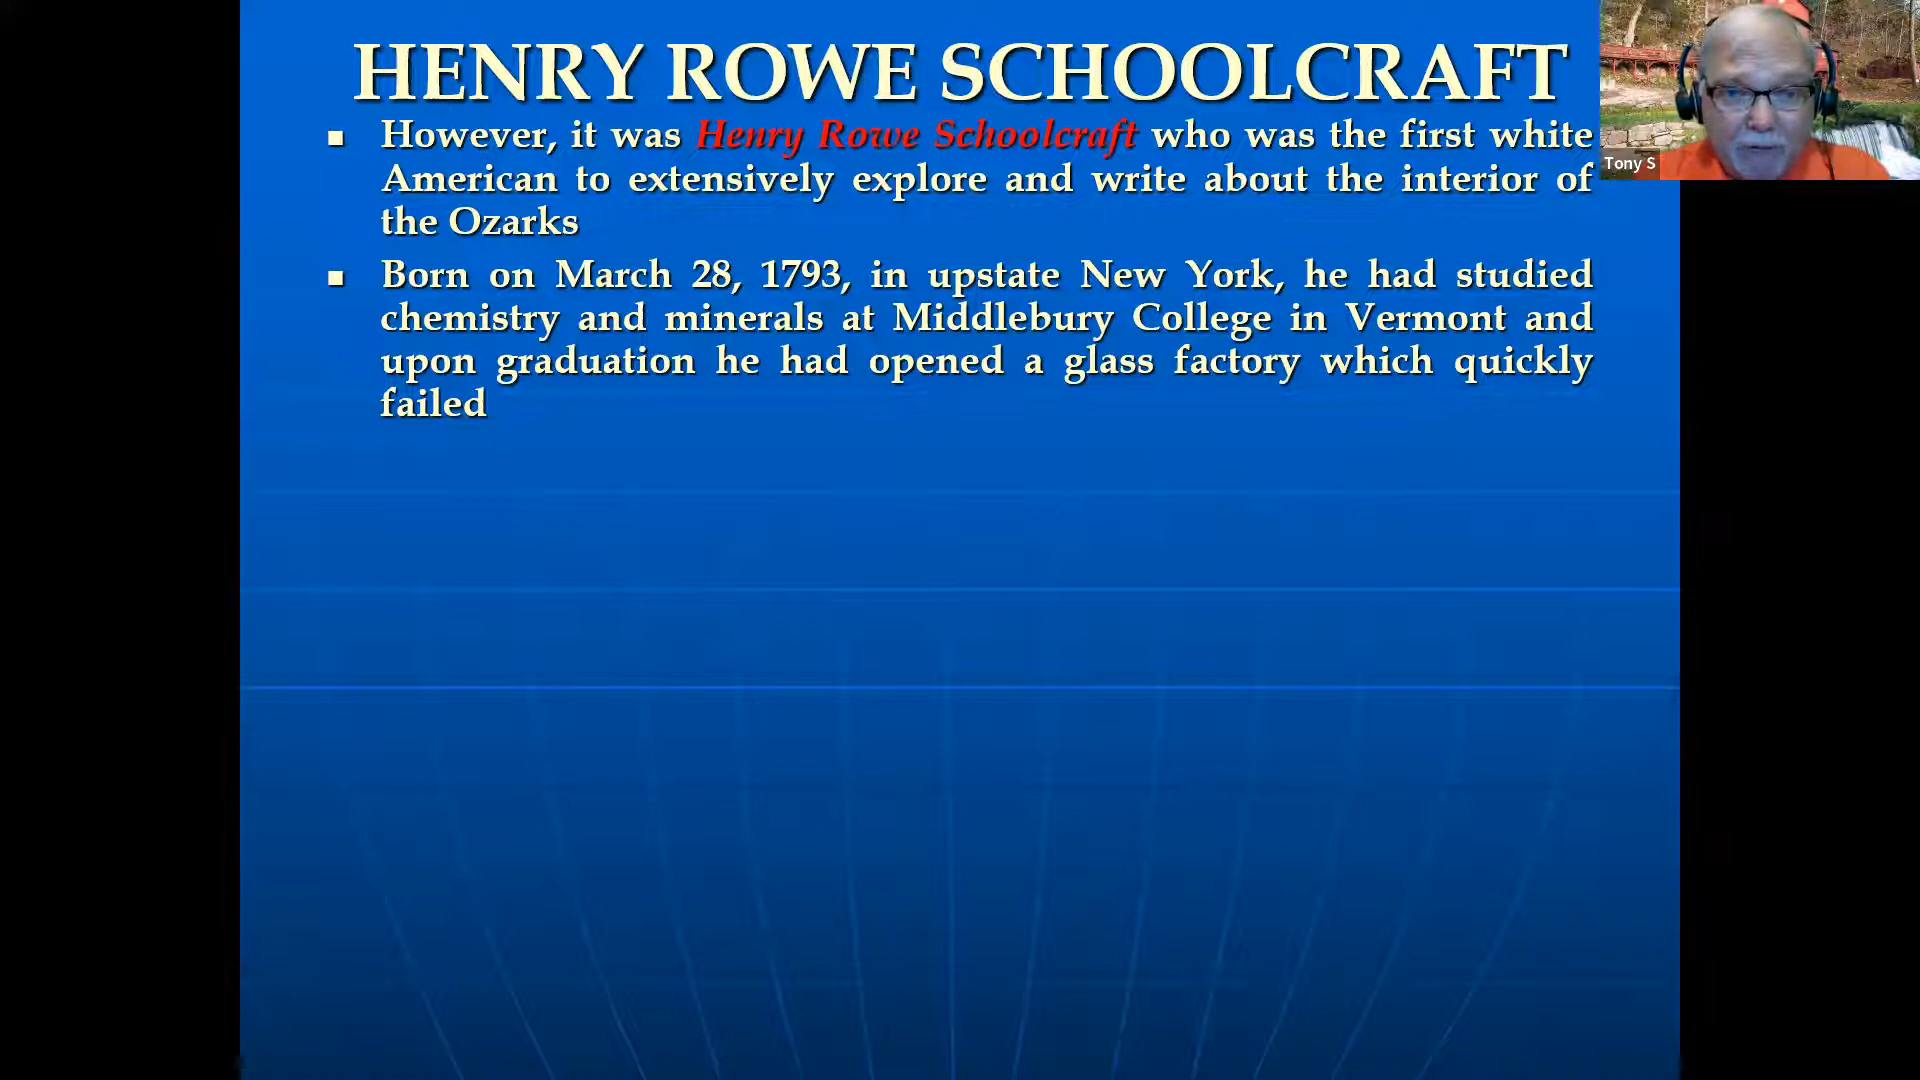 HENRY ROWE SCHOOLCRAFT
■ However, it was Henry Rowe Schoolcraft who was the first white
American to extensively explore and write about the interior of
the Ozarks
■ Born on March 28, 1793, in upstate New York, he had studied
chemistry and minerals at Middlebury College in Vermont and
upon graduation he had opened a glass factory which quickly
failed
Tony S